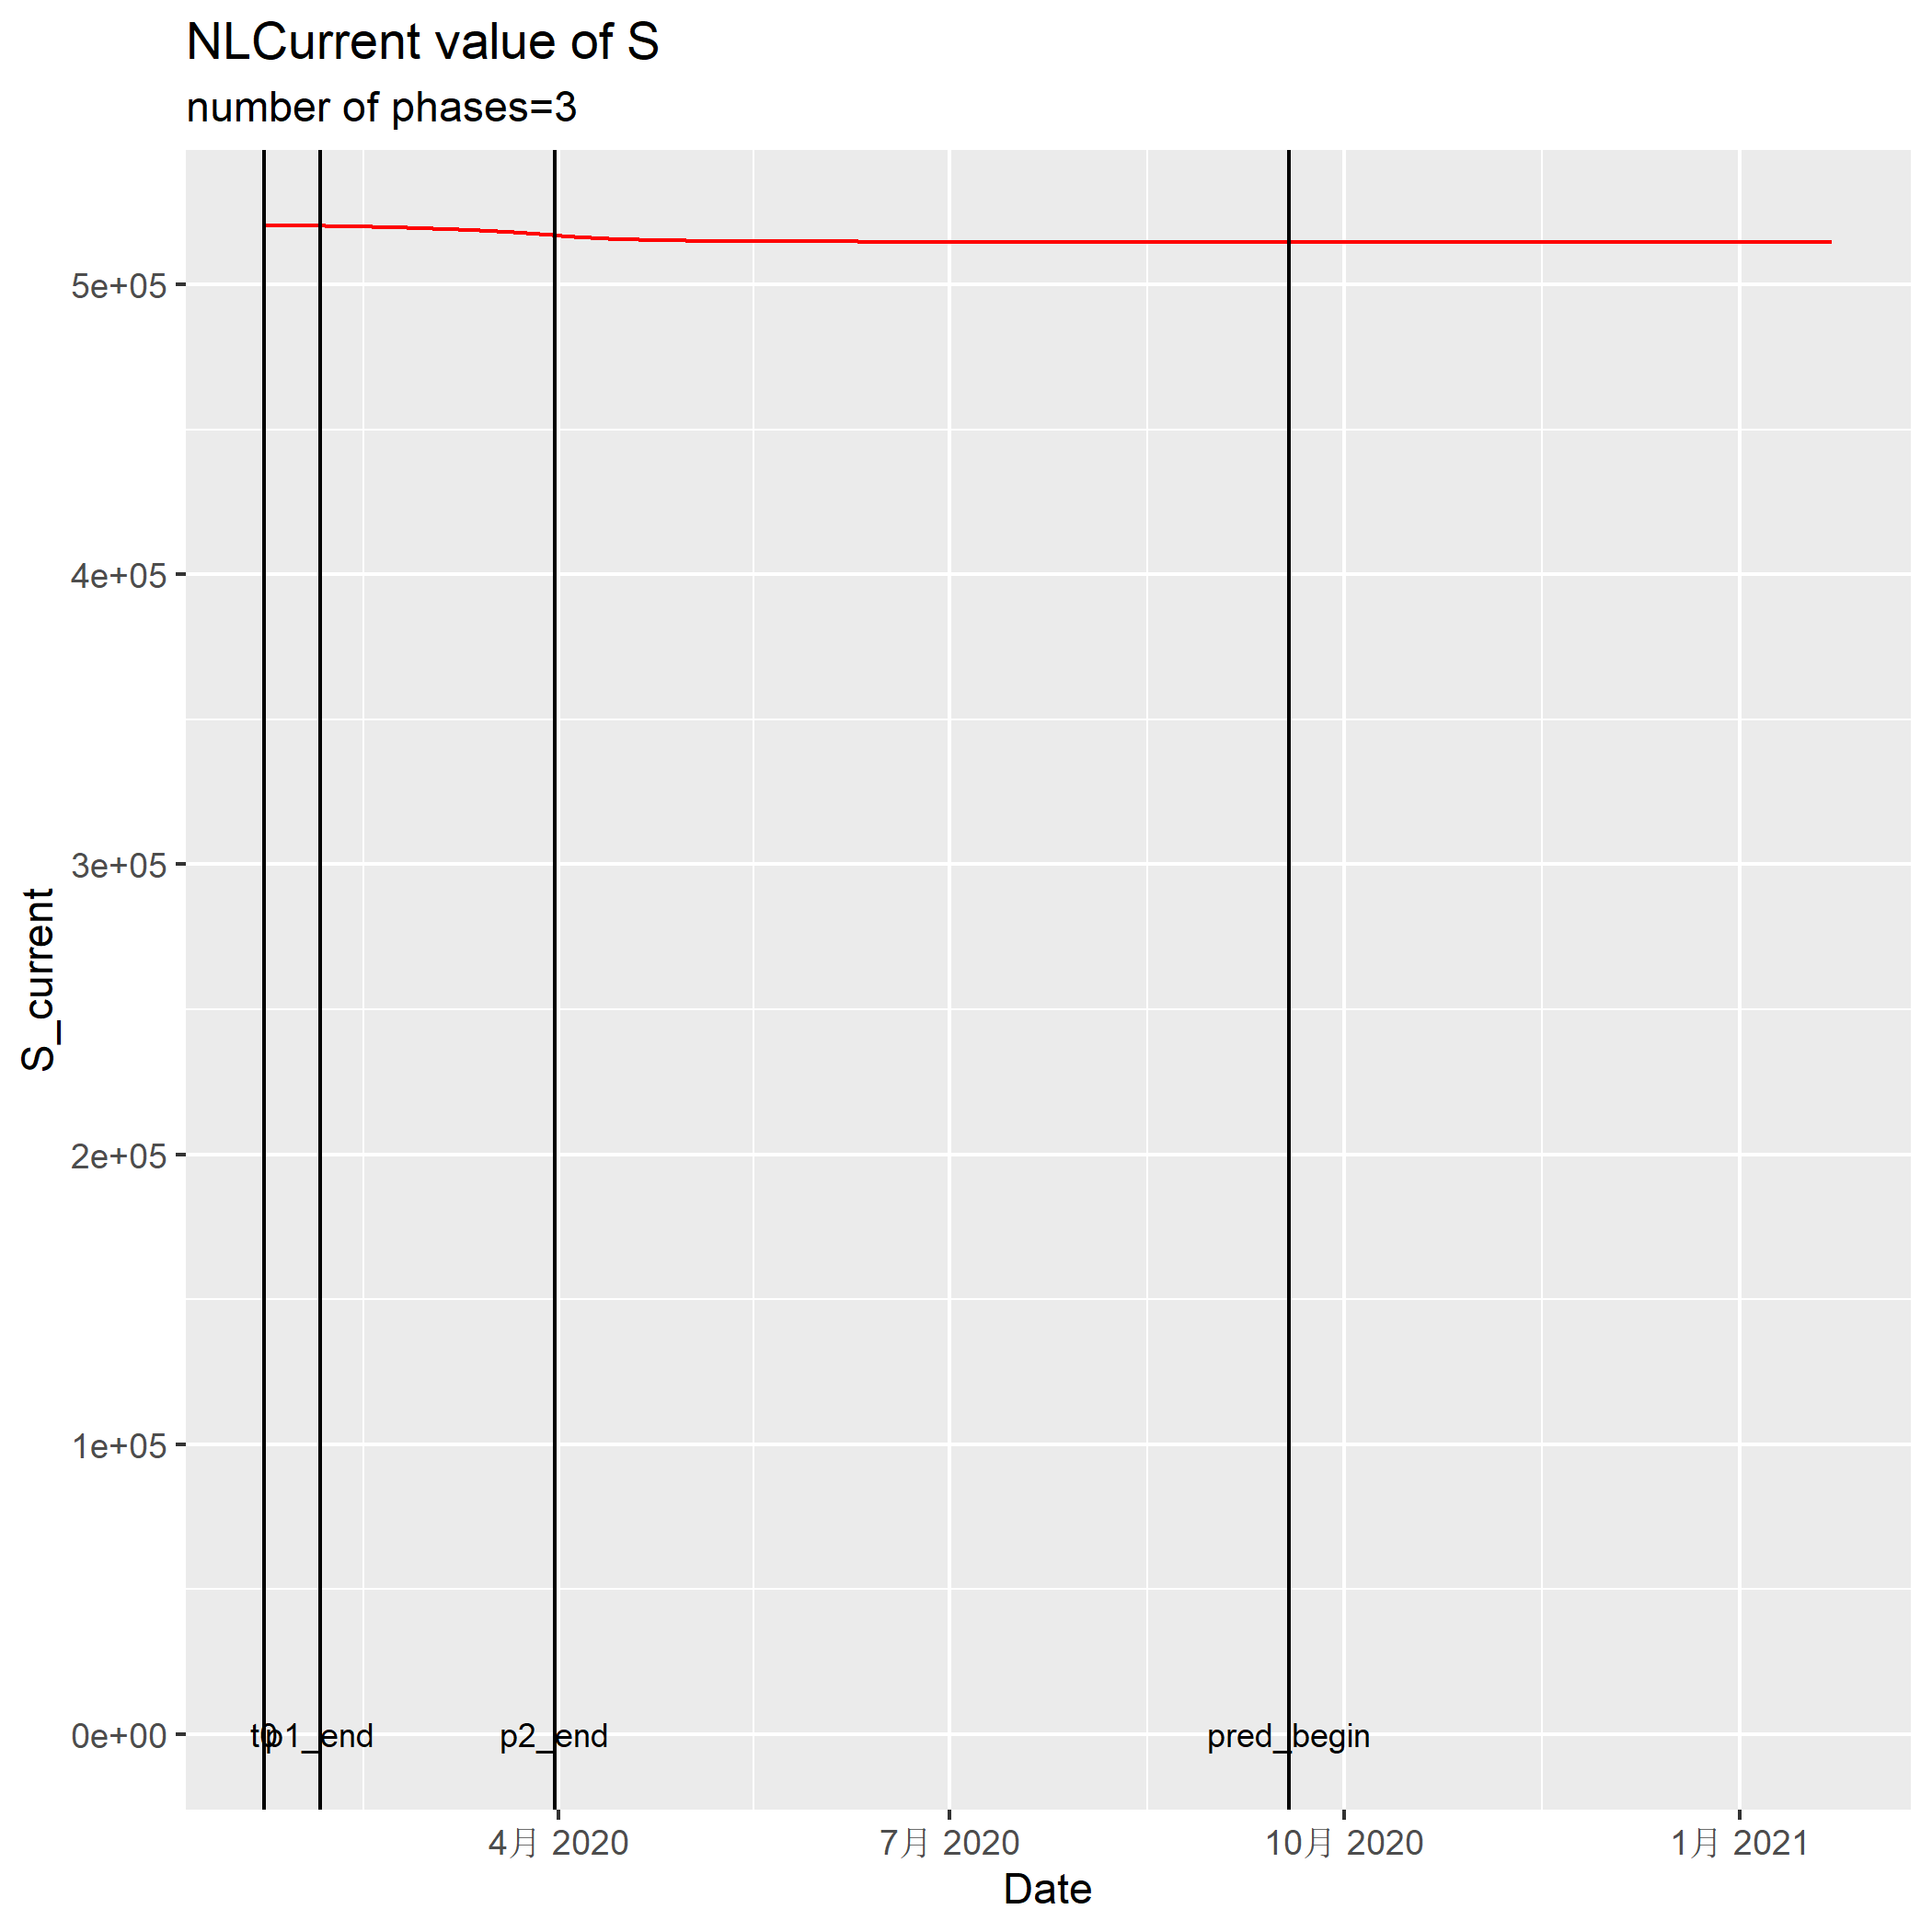 NLCurrent value of S
number of phases=3
5e+05
4e+05
3e+05
2e+05
1e+05
0e+00
S_current
t0
p1_end
p2_end
pred_begin
4月 2020
7月 2020
10月 2020
1月 2021
Date